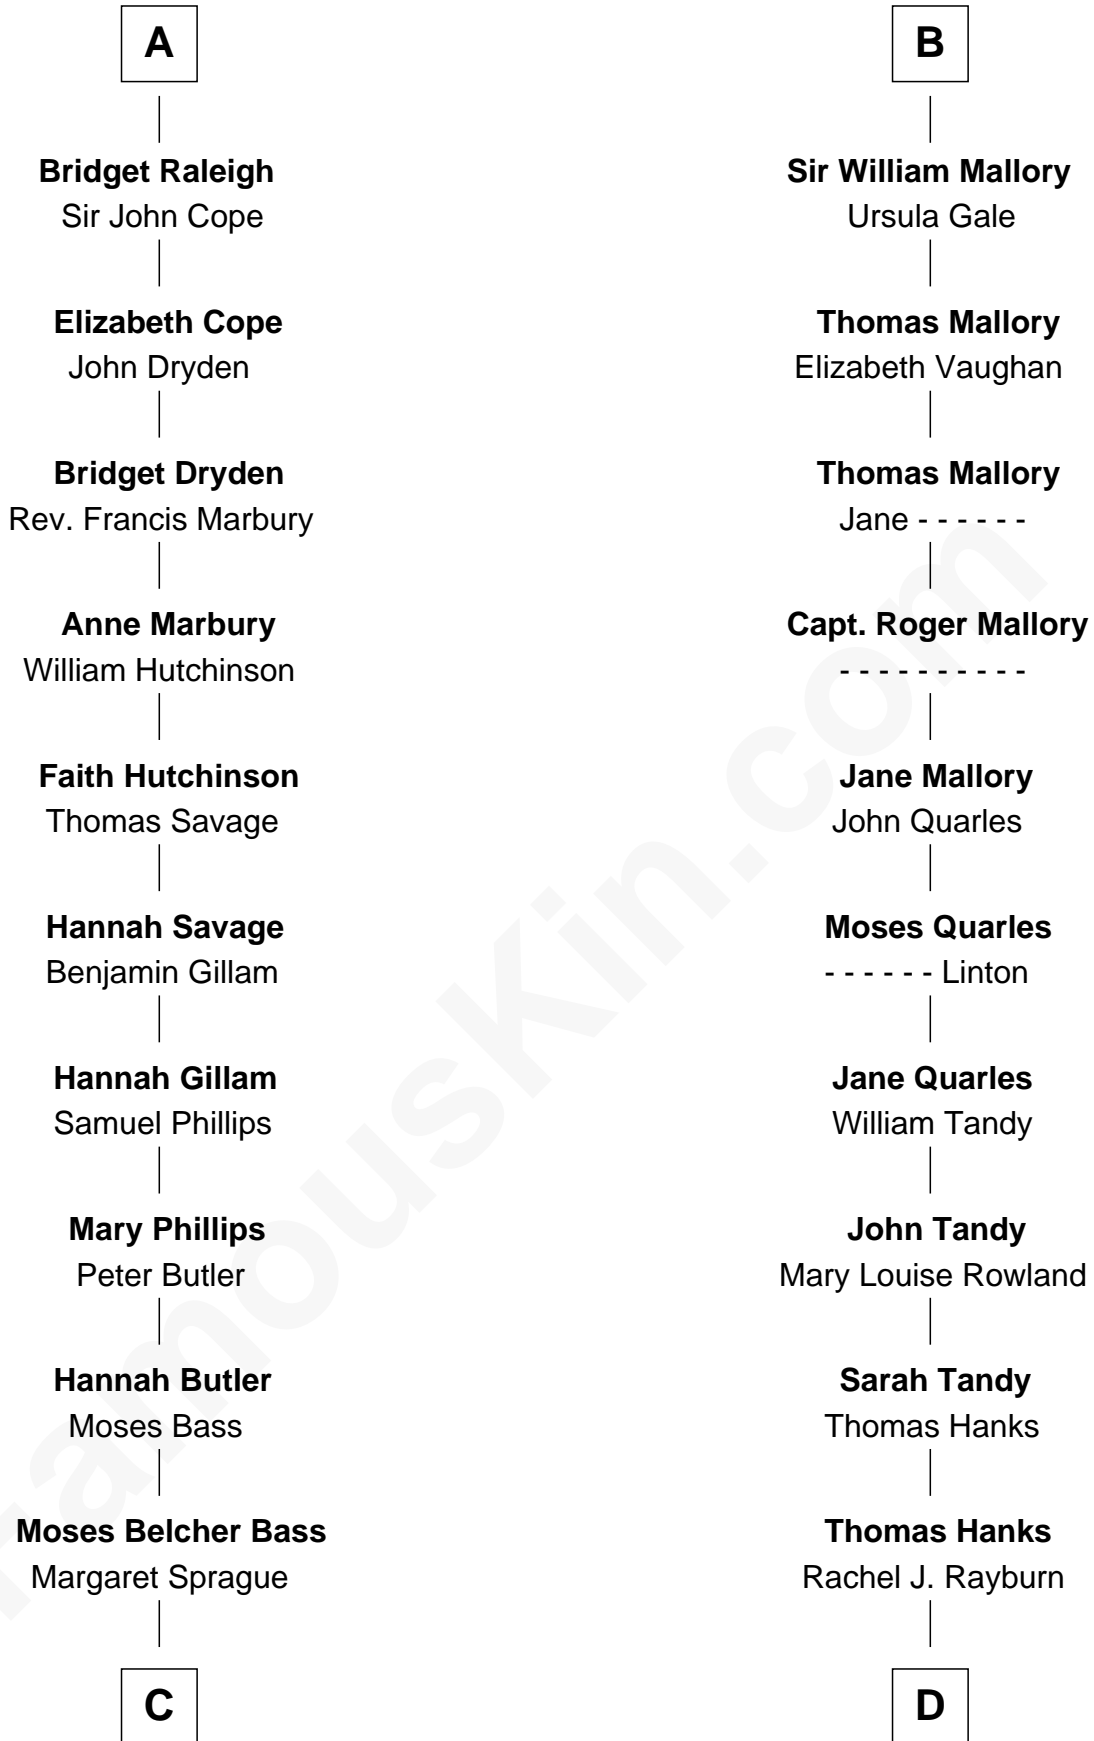 A
Bridget Raleigh
Sir John Cope
Elizabeth Cope
John Dryden
Bridget Dryden
Rev. Francis Marbury
Anne Marbury
William Hutchinson
Faith Hutchinson
Thomas Savage
Hannah Savage
Benjamin Gillam
Hannah Gillam
Samuel Phillips
Mary Phillips
Peter Butler
Hannah Butler
Moses Bass
Moses Belcher Bass
Margaret Sprague
C
B
Sir William Mallory
Ursula Gale
Thomas Mallory
Elizabeth Vaughan
Thomas Mallory
Jane - - - - - -
Capt. Roger Mallory
- - - - - - - - - -
Jane Mallory
John Quarles
Moses Quarles
- - - - - - Linton
Jane Quarles
William Tandy
John Tandy
Mary Louise Rowland
Sarah Tandy
Thomas Hanks
Thomas Hanks
Rachel J. Rayburn
D
FamousKin.com